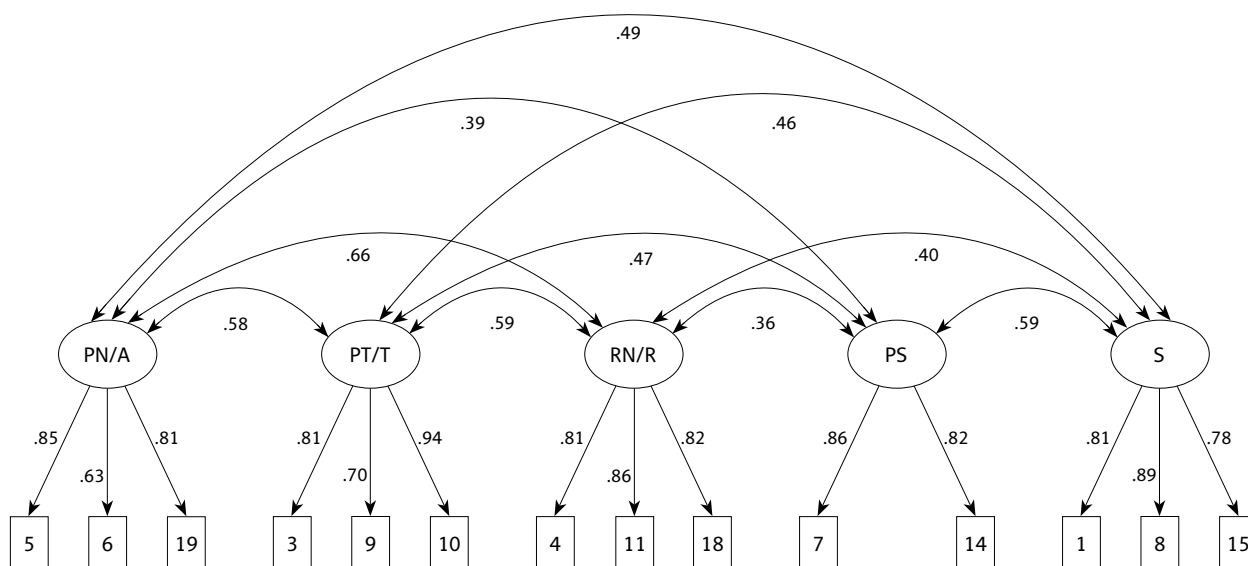 .49
.39 .46
.66 .47 .40
.58 .59 .36 .59
PN/A PT/T RN/R PS S
.85 .63 .81 .81 .70 .94 .81 .86 .82 .86 .82 .81 .89 .78
5 6 19 3 9 10 4 11 18 7 14 1 8 15